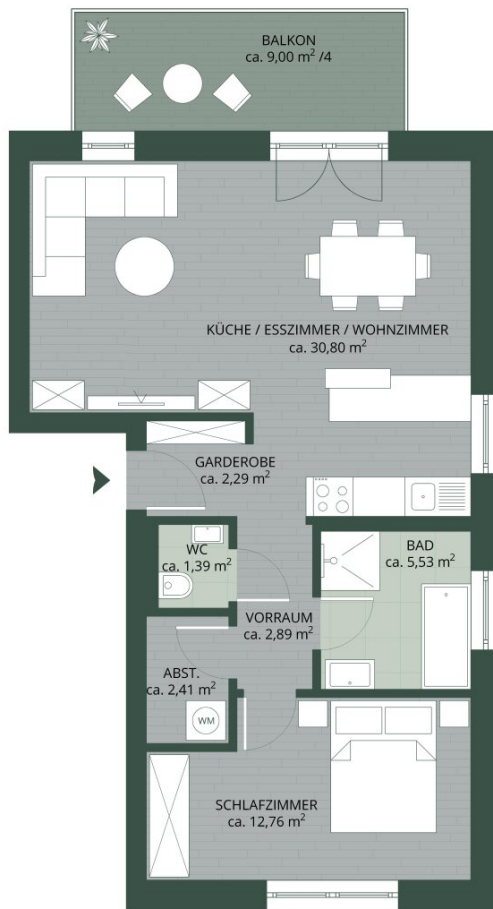 BALKON
ca. 9,00 m² /4
KÜCHE / ESSZIMMER / WOHNZIMMER
ca. 30,80 m²
GARDEROBE
ca. 2,29 m²
WC
ca. 1,39 m²
BAD
ca. 5,53 m²
VORRAUM
ca. 2,89 m²
ABST.
ca. 2,41 m²
WM
SCHLAFZIMMER
ca. 12,76 m²